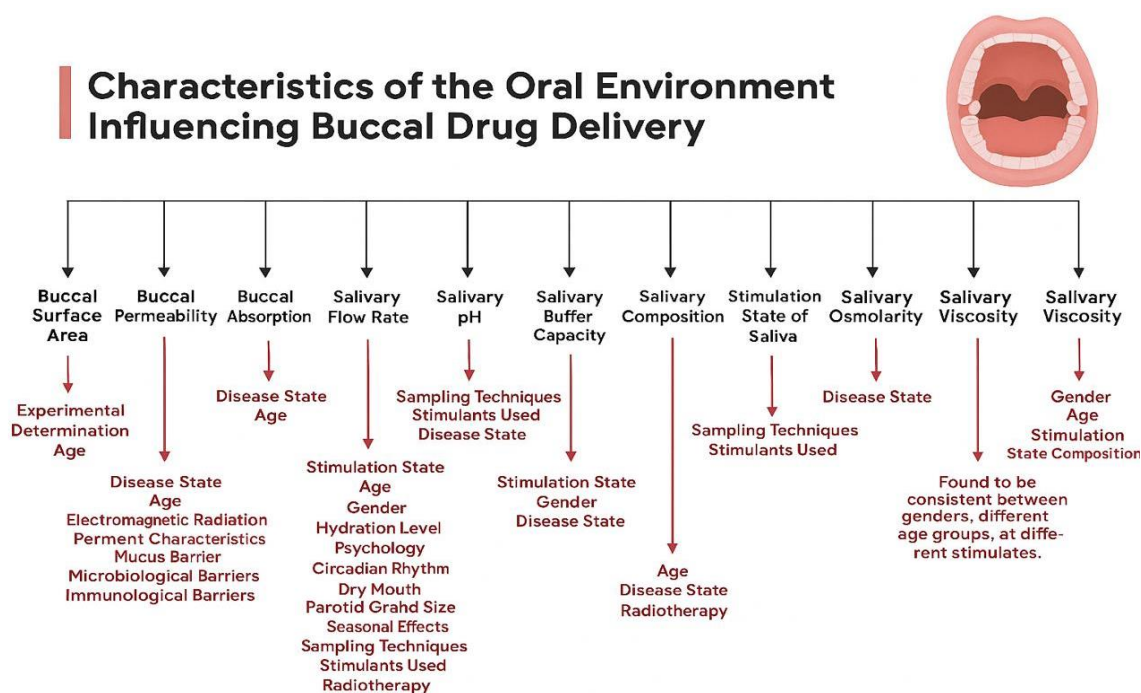 Characteristics of the Oral Environment
Influencing Buccal Drug Delivery
Buccal
Surface
Area
Experimental
Determination
Age
Buccal
Permeability
Disease State
Age
Electromagnetic Radiation
Perment Characteristics
Mucus Barrier
Microbiological Barriers
Immunological Barriers
Buccal
Absorption
Disease State
Age
Salivary
Flow Rate
Stimulation State
Age
Gender
Hydration Level
Psychology
Circadian Rhythm
Dry Mouth
Parotid Grahd Size
Seasonal Effects
Sampling Techniques
Stimulants Used
Radiotherapy
Salivary
pH
Sampling Techniques
Stimulants Used
Disease State
Salivary
Buffer
Capacity
Stimulation State
Gender
Disease State
Salivary
Composition
Age
Disease State
Radiotherapy
Stimulation
State of
Saliva
Sampling Techniques
Stimulants Used
Salivary
Osmolarity
Disease State
Salivary
Viscosity
Found to be
consistent between
genders, different
age groups, at diffe-
rent stimulates.
Salivary
Viscosity
Gender
Age
Stimulation
State Composition